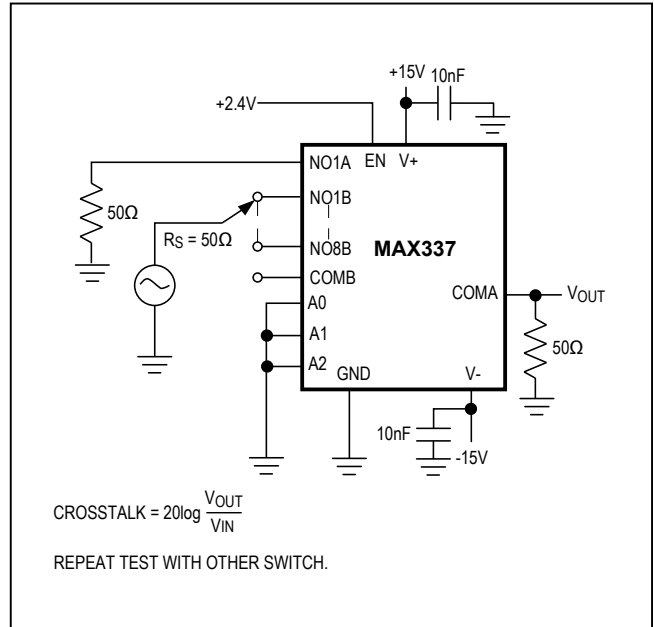 +15V 10nF
+2.4V
EN V+
NO1A
NO1B
50Ω
RS = 50Ω
NO8B
MAX337
COMB
COMA
VOUT
A0
A1
50Ω
A2
GND
V-
10nF
-15V
CROSSTALK = 20log VOUT
VIN
REPEAT TEST WITH OTHER SWITCH.